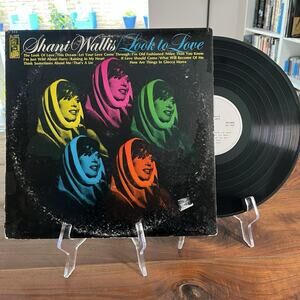 Shani Wallis Look to Love
The Look Of Love • This Dream • Let Your Love Come Through • I'm Old Fashioned • More Than You Know
I'm Just Wild About Harry • Raining In My Heart If Love Should Come • What Will Become Of Me
Think Sometimes About Me • That's A Lie How Are Things In Glocca Morra